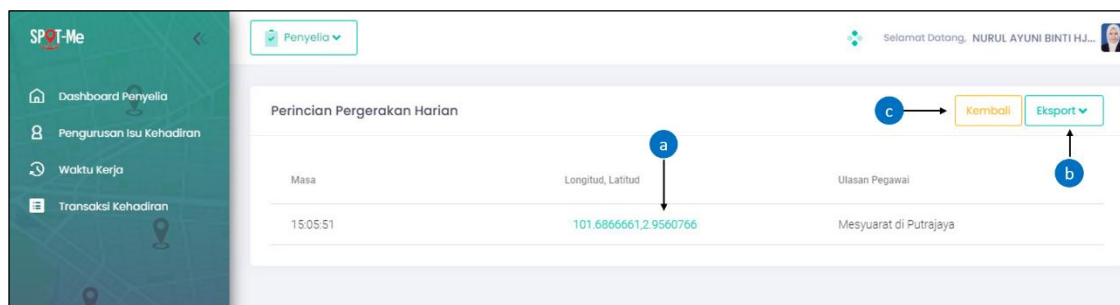 SPOT-Me
Penyelia
Selamat Datang, NURUL AYUNI BINTI HJ...
Dashboard Penyelia
Pengurusan Isu Kehadiran
Waktu Kerja
Transaksi Kehadiran
Perincian Pergerakan Harian
c
Kembali
Eksport
a
b
Masa
Longitud, Latitud
Ulasan Pegawai
15:05:51
101.6866661,2.9560766
Mesyuarat di Putrajaya